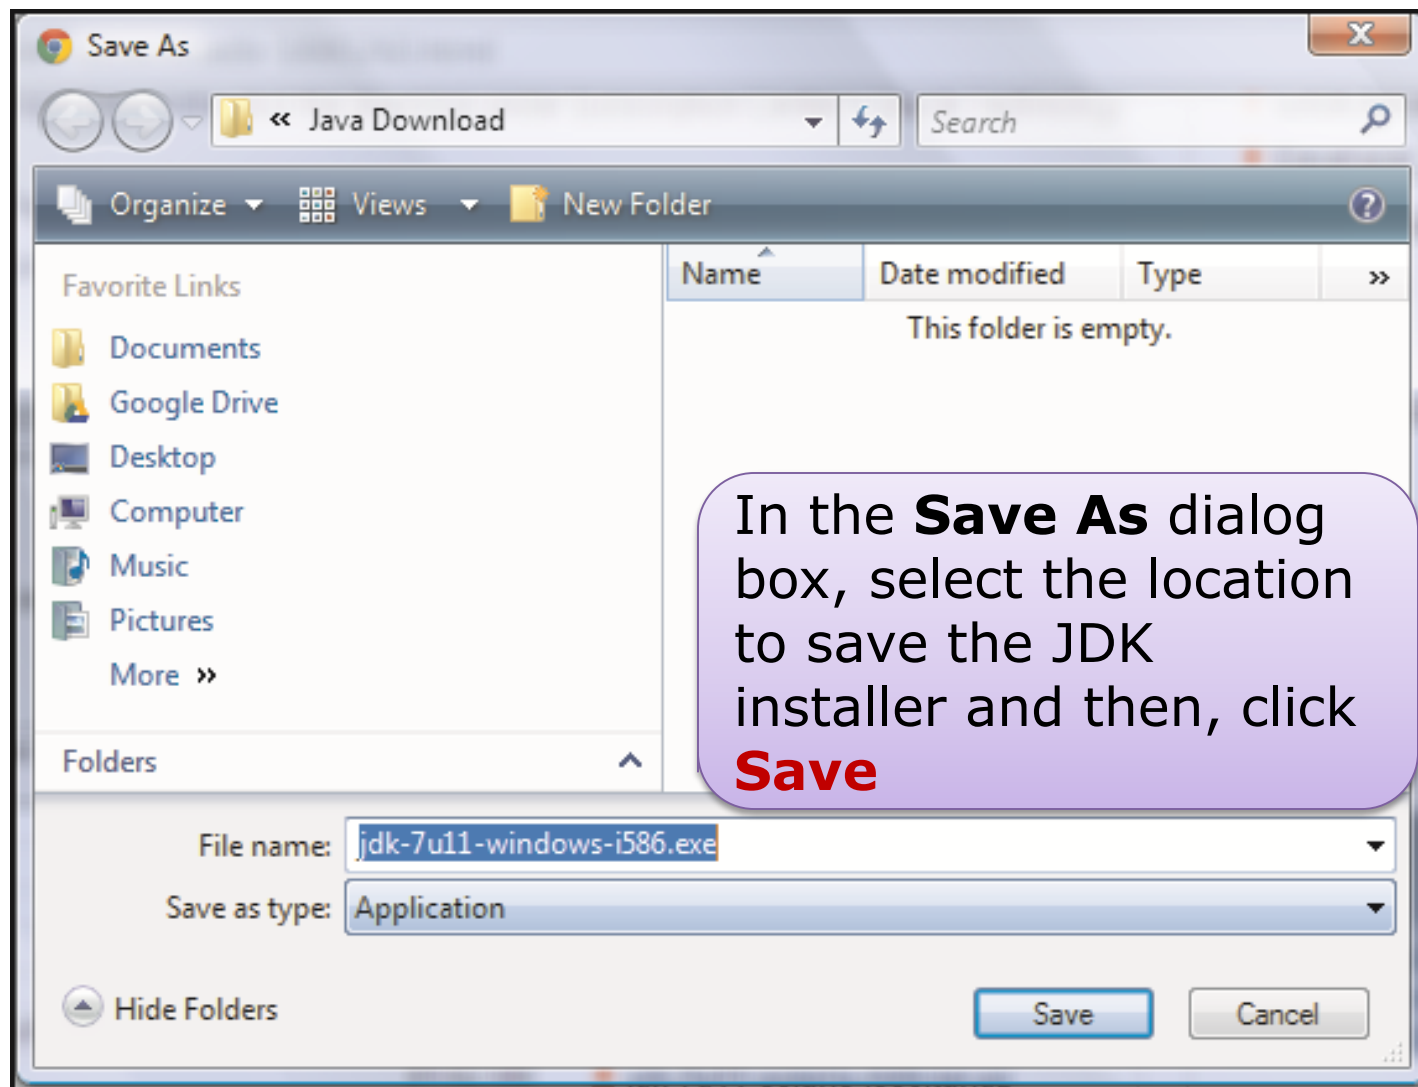 Save As
« Java Download
Search
Organize
Views
New Folder
Favorite Links
Documents
Google Drive
Desktop
Computer
Music
Pictures
More »
Folders
Name
Date modified
Type
»
This folder is empty.
In the Save As dialog
box, select the location
to save the JDK
installer and then, click
Save
File name: jdk-7u11-windows-i586.exe
Save as type: Application
Hide Folders
Save
Cancel